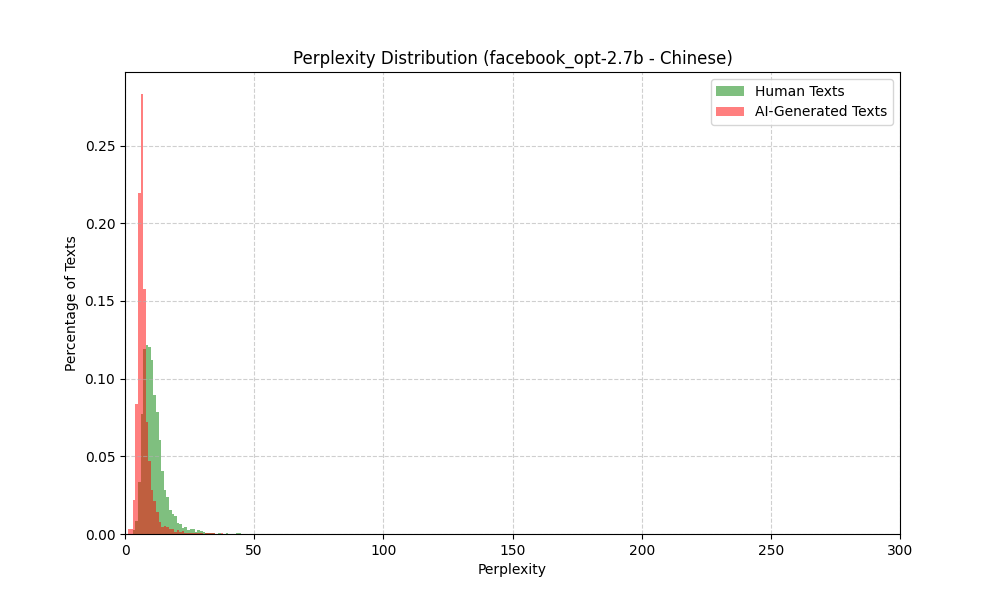 Perplexity Distribution (facebook_opt-2.7b - Chinese)
Human Texts
AI-Generated Texts
Percentage of Texts
0.25
0.20
0.15
0.10
0.05
0.00
0 50 100 150 200 250 300
Perplexity